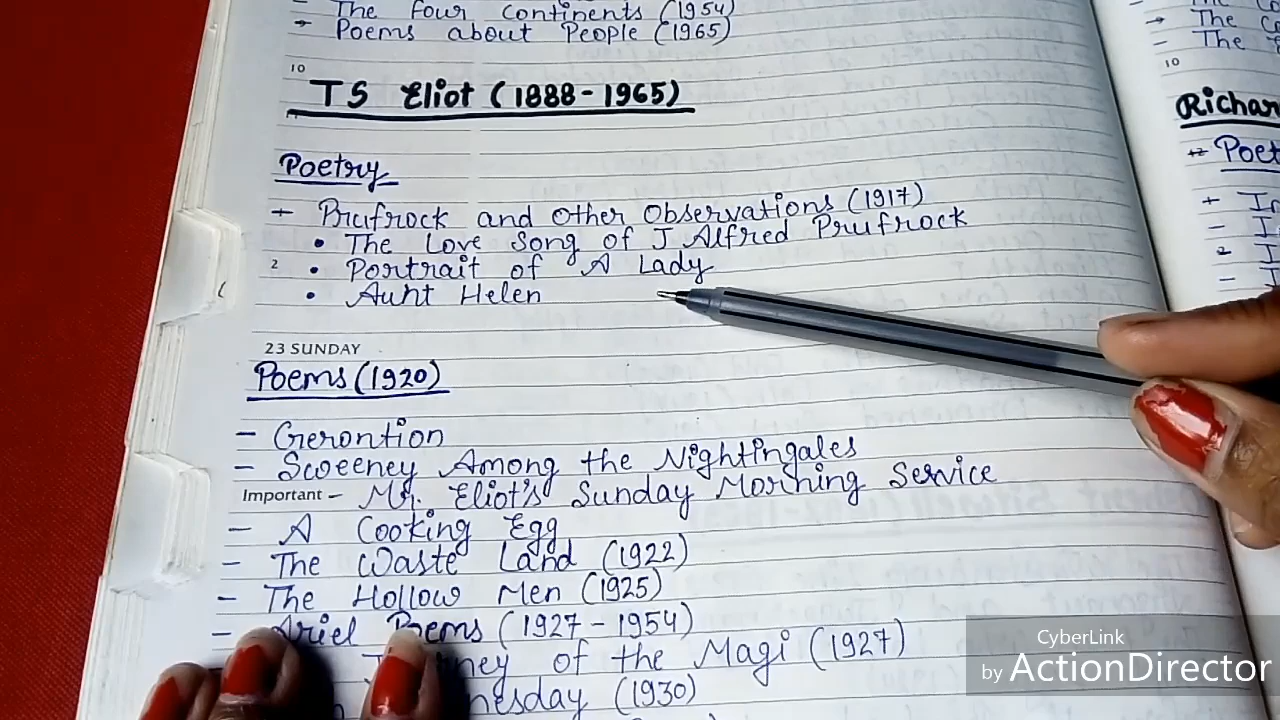 - The Four Continents (1954)
→ Poems about People (1965)
10
TS Eliot (1888-1965)
Poetry
+ Prufrock and other Observations (1917)
• The Love Song of J Alfred Prufrock
2 • Portrait of A Lady
• Aunt Helen
23 SUNDAY
Poems (1920)
- Gerontion
- Sweeney Among the Nightingales
Important - Mr. Eliot's Sunday Morning Service
- A Cooking Egg
- The Waste Land (1922)
- The Hollow Men (1925)
- Ariel Poems (1927-1954)
of the Magi (1927)
(1930)
→ The
- The
10
Richar
Poet
CyberLink
by ActionDirector